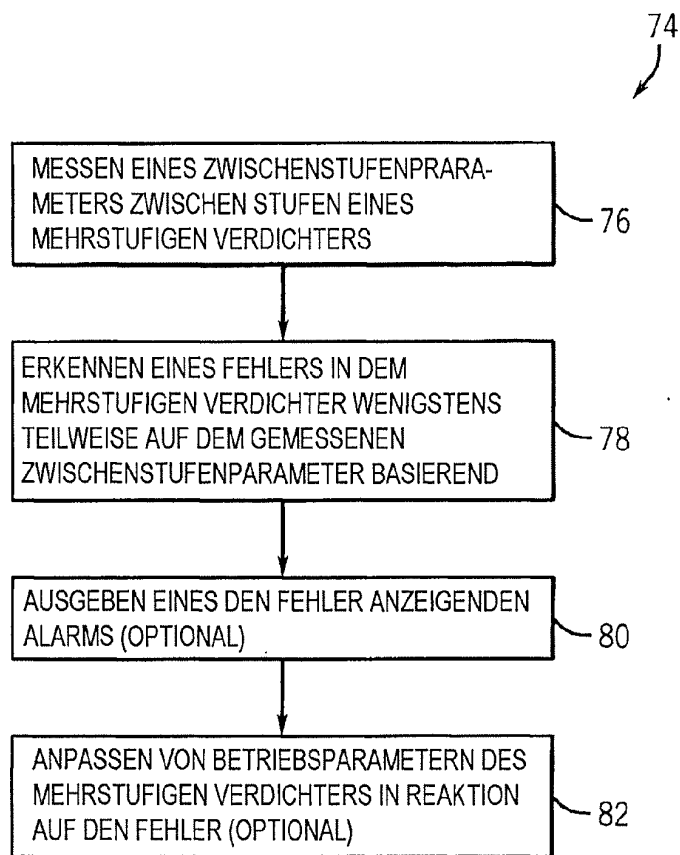 74
MESSEN EINES ZWISCHENSTUFENPRARA-
METERS ZWISCHEN STUFEN EINES
MEHRSTUFIGEN VERDICHTERS
76
ERKENNEN EINES FEHLERS IN DEM
MEHRSTUFIGEN VERDICHTER WENIGSTENS
TEILWEISE AUF DEM GEMESSENEN
ZWISCHENSTUFENPARAMETER BASIEREND
78
AUSGEBEN EINES DEN FEHLER ANZEIGENDEN
ALARMS (OPTIONAL)
80
ANPASSEN VON BETRIEBSPARAMETERN DES
MEHRSTUFIGEN VERDICHTERS IN REAKTION
AUF DEN FEHLER (OPTIONAL)
82